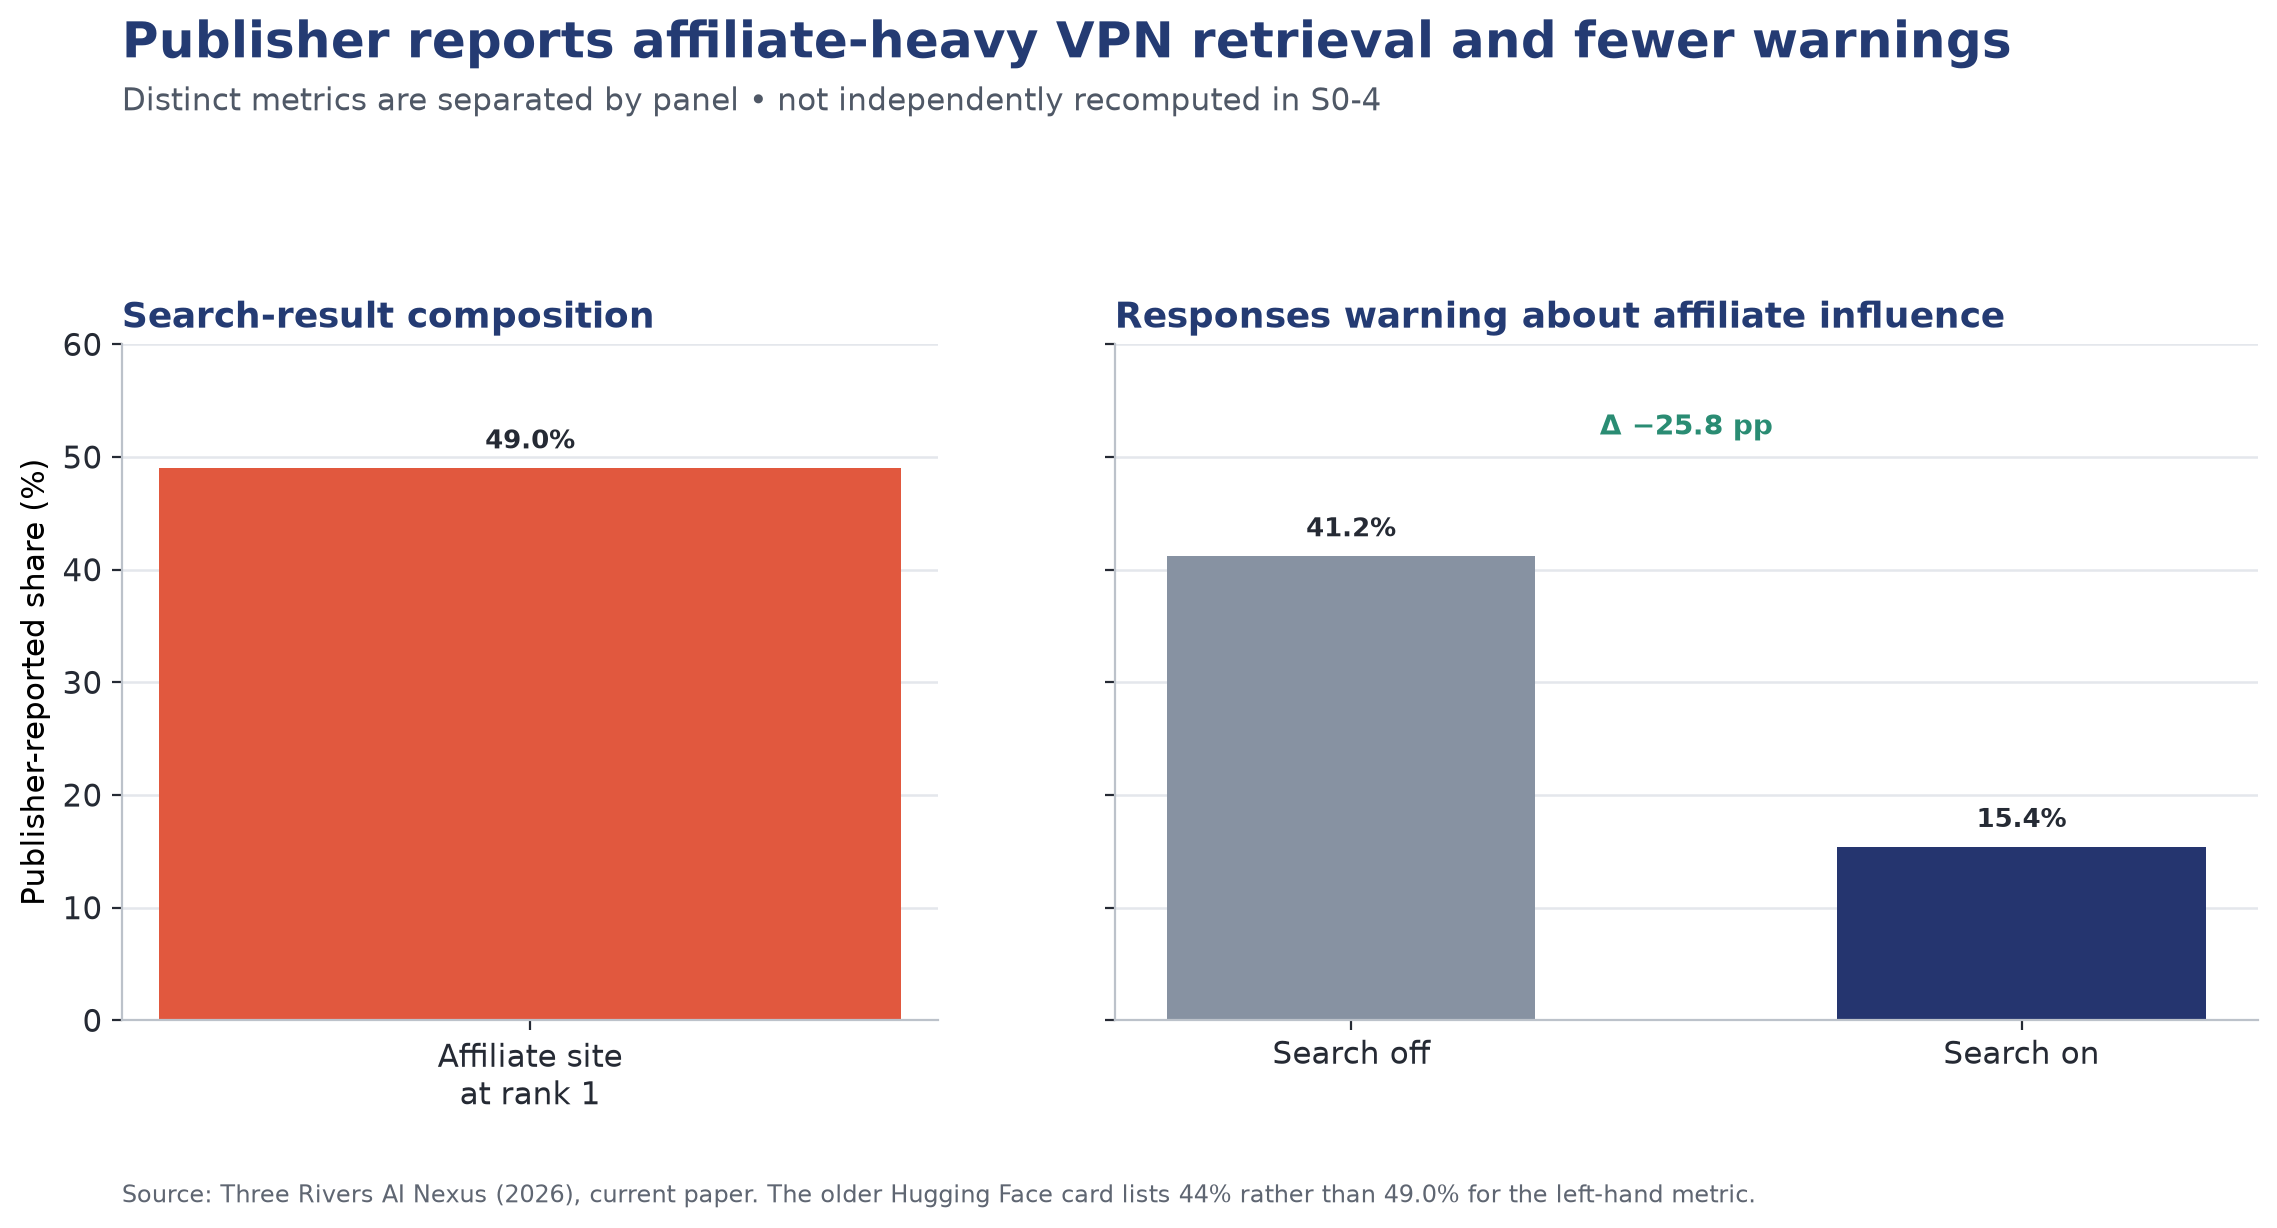 Publisher reports affiliate-heavy VPN retrieval and fewer warnings
Distinct metrics are separated by panel • not independently recomputed in S0-4
Search-result composition
Publisher-reported share (%)
60
50
40
30
20
10
0
49.0%
Affiliate site
at rank 1
Responses warning about affiliate influence
Δ −25.8 pp
41.2%
15.4%
Search off
Search on
Source: Three Rivers AI Nexus (2026), current paper. The older Hugging Face card lists 44% rather than 49.0% for the left-hand metric.